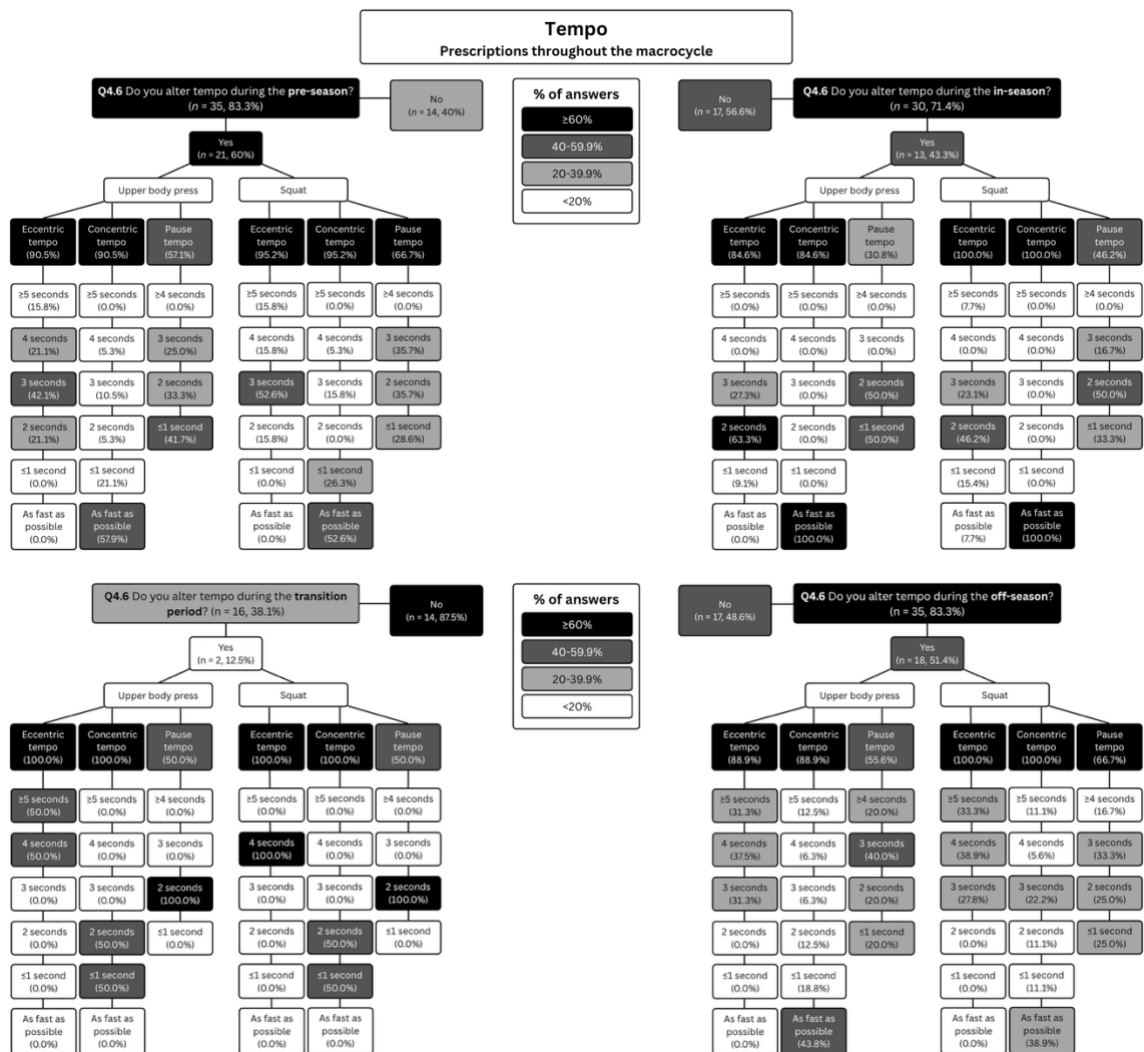 Tempo
Prescriptions throughout the macrocycle
Q4.6 Do you alter tempo during the pre-season?
(n = 35, 83.3%)
No
(n = 14, 40%)
Yes
(n = 21, 60%)
Upper body press
Squat
Eccentric
tempo
(90.5%)
≥5 seconds
(15.8%)
4 seconds
(21.1%)
3 seconds
(42.1%)
2 seconds
(21.1%)
≤1 second
(0.0%)
As fast as
possible
(0.0%)
Concentric
tempo
(90.5%)
≥5 seconds
(0.0%)
4 seconds
(5.3%)
3 seconds
(10.5%)
2 seconds
(5.3%)
≤1 second
(21.1%)
As fast as
possible
(57.9%)
Pause
tempo
(57.1%)
≥4 seconds
(0.0%)
3 seconds
(25.0%)
2 seconds
(33.3%)
≤1 second
(41.7%)
Eccentric
tempo
(95.2%)
≥5 seconds
(15.8%)
4 seconds
(15.8%)
3 seconds
(52.6%)
2 seconds
(15.8%)
≤1 second
(0.0%)
As fast as
possible
(0.0%)
Concentric
tempo
(95.2%)
≥5 seconds
(0.0%)
4 seconds
(5.3%)
3 seconds
(15.8%)
2 seconds
(0.0%)
≤1 second
(26.3%)
As fast as
possible
(52.6%)
Pause
tempo
(66.7%)
≥4 seconds
(0.0%)
3 seconds
(35.7%)
2 seconds
(35.7%)
≤1 second
(28.6%)
% of answers
≥60%
40-59.9%
20-39.9%
<20%
No
(n = 17, 56.6%)
Q4.6 Do you alter tempo during the in-season?
(n = 30, 71.4%)
Yes
(n = 13, 43.3%)
Upper body press
Squat
Eccentric
tempo
(84.6%)
≥5 seconds
(0.0%)
4 seconds
(0.0%)
3 seconds
(27.3%)
2 seconds
(63.3%)
≤1 second
(9.1%)
As fast as
possible
(0.0%)
Concentric
tempo
(84.6%)
≥5 seconds
(0.0%)
4 seconds
(0.0%)
3 seconds
(0.0%)
2 seconds
(0.0%)
≤1 second
(0.0%)
As fast as
possible
(100.0%)
Pause
tempo
(30.8%)
≥4 seconds
(0.0%)
3 seconds
(0.0%)
2 seconds
(50.0%)
≤1 second
(50.0%)
Eccentric
tempo
(100.0%)
≥5 seconds
(7.7%)
4 seconds
(0.0%)
3 seconds
(23.1%)
2 seconds
(46.2%)
≤1 second
(15.4%)
As fast as
possible
(7.7%)
Concentric
tempo
(100.0%)
≥5 seconds
(0.0%)
4 seconds
(0.0%)
3 seconds
(0.0%)
2 seconds
(0.0%)
≤1 second
(0.0%)
As fast as
possible
(100.0%)
Pause
tempo
(46.2%)
≥4 seconds
(0.0%)
3 seconds
(16.7%)
2 seconds
(50.0%)
≤1 second
(33.3%)
Q4.6 Do you alter tempo during the transition
period? (n = 16, 38.1%)
No
(n = 14, 87.5%)
Yes
(n = 2, 12.5%)
Upper body press
Squat
Eccentric
tempo
(100.0%)
≥5 seconds
(50.0%)
4 seconds
(50.0%)
3 seconds
(0.0%)
2 seconds
(0.0%)
≤1 second
(0.0%)
As fast as
possible
(0.0%)
Concentric
tempo
(100.0%)
≥5 seconds
(0.0%)
4 seconds
(0.0%)
3 seconds
(0.0%)
2 seconds
(50.0%)
≤1 second
(50.0%)
As fast as
possible
(0.0%)
Pause
tempo
(50.0%)
≥4 seconds
(0.0%)
3 seconds
(0.0%)
2 seconds
(100.0%)
≤1 second
(0.0%)
Eccentric
tempo
(100.0%)
≥5 seconds
(0.0%)
4 seconds
(100.0%)
3 seconds
(0.0%)
2 seconds
(0.0%)
≤1 second
(0.0%)
As fast as
possible
(0.0%)
Concentric
tempo
(100.0%)
≥5 seconds
(0.0%)
4 seconds
(0.0%)
3 seconds
(0.0%)
2 seconds
(50.0%)
≤1 second
(50.0%)
As fast as
possible
(0.0%)
Pause
tempo
(50.0%)
≥4 seconds
(0.0%)
3 seconds
(0.0%)
2 seconds
(100.0%)
≤1 second
(0.0%)
% of answers
≥60%
40-59.9%
20-39.9%
<20%
No
(n = 17, 48.6%)
Q4.6 Do you alter tempo during the off-season?
(n = 35, 83.3%)
Yes
(n = 18, 51.4%)
Upper body press
Squat
Eccentric
tempo
(88.9%)
≥5 seconds
(31.3%)
4 seconds
(37.5%)
3 seconds
(31.3%)
2 seconds
(0.0%)
≤1 second
(0.0%)
As fast as
possible
(0.0%)
Concentric
tempo
(88.9%)
≥5 seconds
(12.5%)
4 seconds
(6.3%)
3 seconds
(6.3%)
2 seconds
(12.5%)
≤1 second
(18.8%)
As fast as
possible
(43.8%)
Pause
tempo
(55.6%)
≥4 seconds
(20.0%)
3 seconds
(40.0%)
2 seconds
(20.0%)
≤1 second
(20.0%)
Eccentric
tempo
(100.0%)
≥5 seconds
(33.3%)
4 seconds
(38.9%)
3 seconds
(27.8%)
2 seconds
(0.0%)
≤1 second
(0.0%)
As fast as
possible
(0.0%)
Concentric
tempo
(100.0%)
≥5 seconds
(11.1%)
4 seconds
(5.6%)
3 seconds
(22.2%)
2 seconds
(11.1%)
≤1 second
(11.1%)
As fast as
possible
(38.9%)
Pause
tempo
(66.7%)
≥4 seconds
(16.7%)
3 seconds
(33.3%)
2 seconds
(25.0%)
≤1 second
(25.0%)